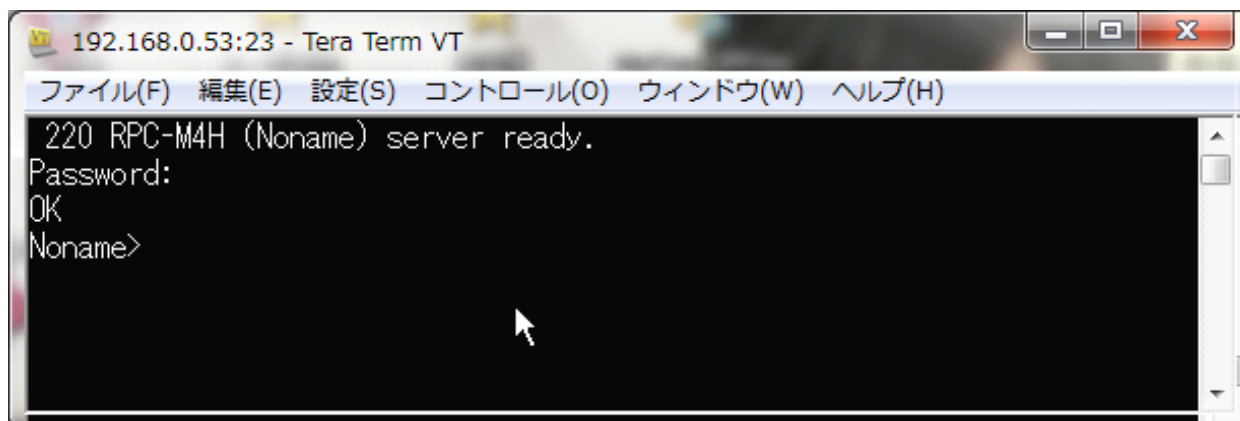 192.168.0.53:23 - Tera Term VT
ファイル(F) 編集(E) 設定(S) コントロール(O) ウィンドウ(W) ヘルプ(H)
220 RPC-M4H (Noname) server ready.
Password:
OK
Noname>